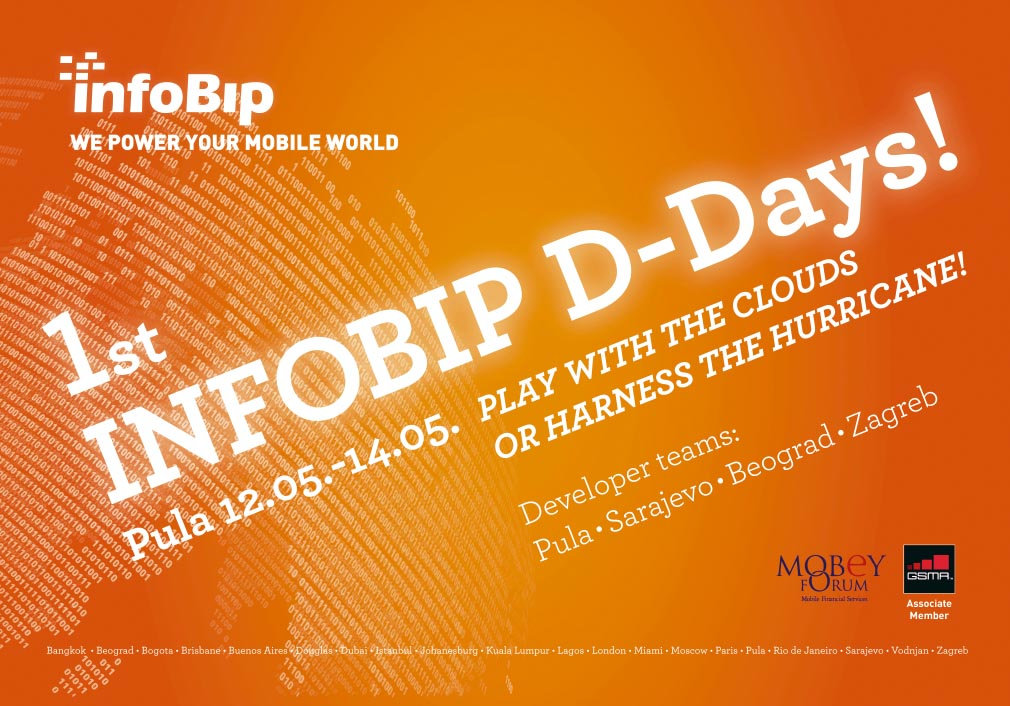 infoBip
WE POWER YOUR MOBILE WORLD
1st
INFOBIP D-Days!
Pula 12.05.-14.05.
PLAY WITH THE CLOUDS
OR HARNESS THE HURRICANE!
Developer teams:
Pula • Sarajevo • Beograd • Zagreb
MOBEY
FORUM
Mobile Financial Services
GSMA™
Associate
Member
Bangkok • Beograd • Bogota • Brisbane • Buenos Aires • Douglas • Dubai • Istanbul • Johanesburg • Kuala Lumpur • Lagos • London • Miami • Moscow • Paris • Pula • Rio de Janeiro • Sarajevo • Vodnjan • Zagreb